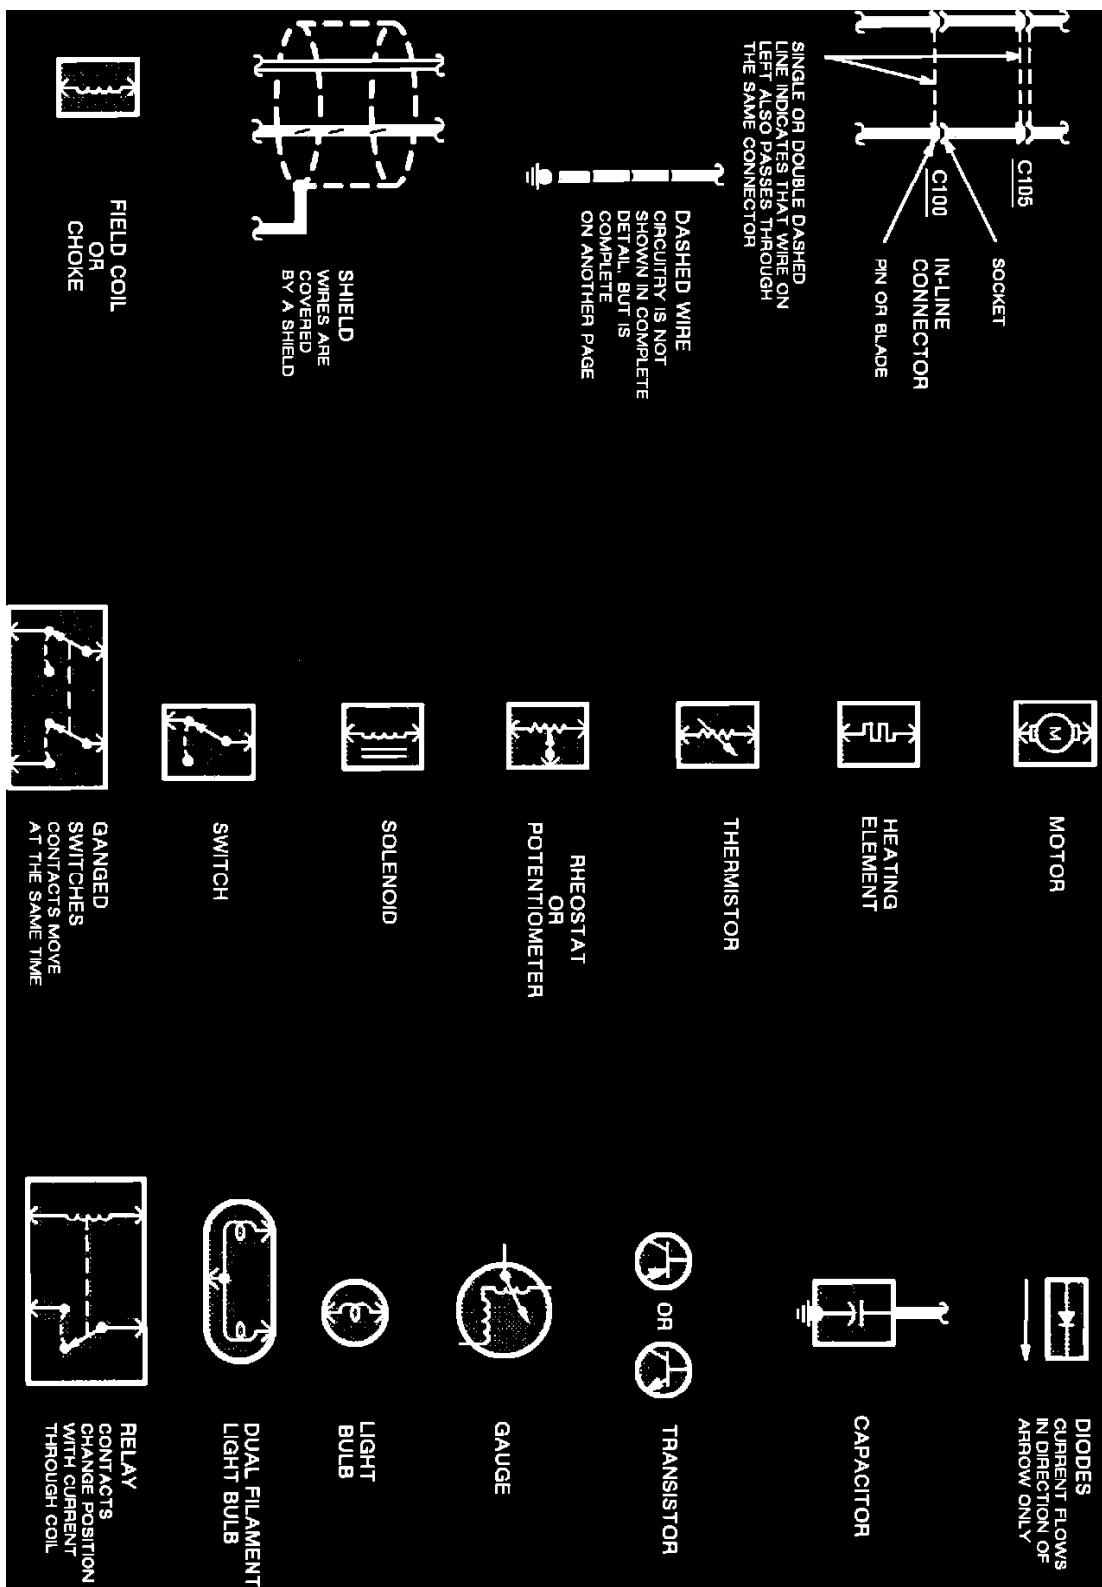 C105
C100
SOCKET
IN-LINE
CONNECTOR
PIN OR BLADE
SINGLE OR DOUBLE DASHED
LINE INDICATES THAT WIRE ON
LEFT ALSO PASSES THROUGH
THE SAME CONNECTOR
DASHED WIRE
CIRCUITRY IS NOT
SHOWN IN COMPLETE
DETAIL, BUT IS
COMPLETE
ON ANOTHER PAGE
SHIELD
WIRES ARE
COVERED
BY A SHIELD
FIELD COIL
OR
CHOKE
M
MOTOR
HEATING
ELEMENT
THERMISTOR
RHEOSTAT
OR
POTENTIOMETER
SOLENOID
SWITCH
GANGED
SWITCHES
CONTACTS MOVE
AT THE SAME TIME
DIODES
CURRENT FLOWS
IN DIRECTION OF
ARROW ONLY
CAPACITOR
OR
TRANSISTOR
GAUGE
LIGHT
BULB
DUAL FILAMENT
LIGHT BULB
RELAY
CONTACTS
CHANGE POSITION
WITH CURRENT
THROUGH COIL